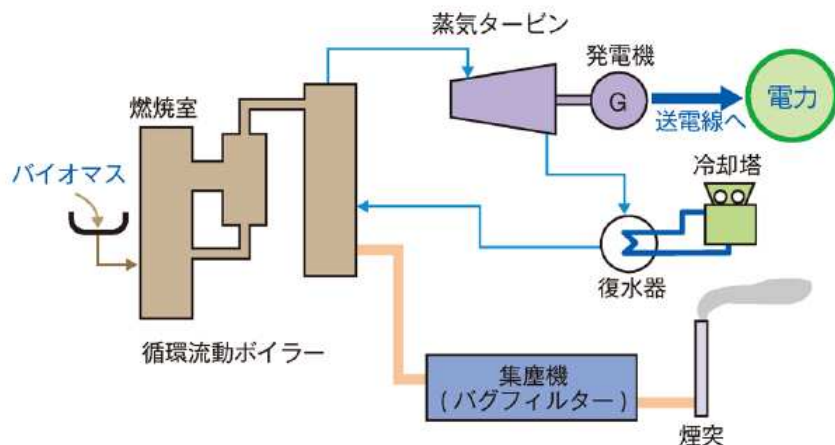 蒸気タービン
発電機
G
送電線へ
電力
燃焼室
バイオマス
冷却塔
復水器
循環流動ボイラー
集塵機
(バグフィルター)
煙突